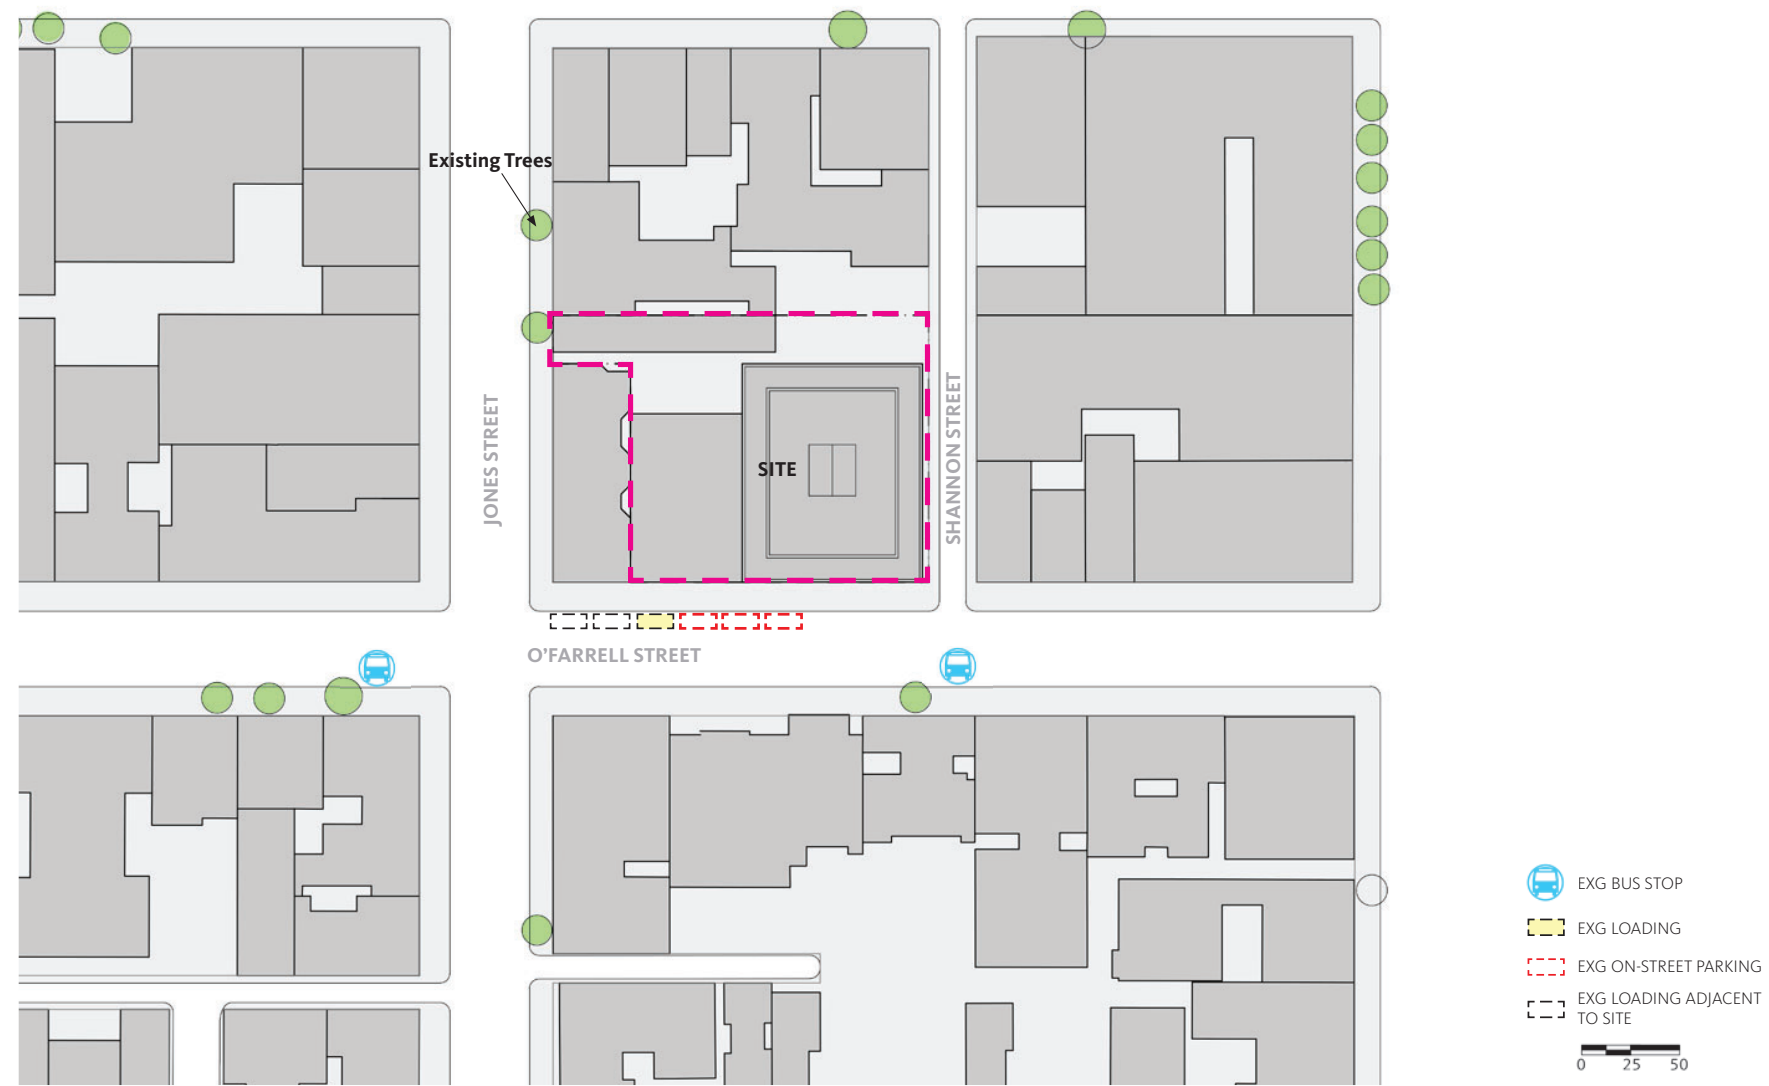 Existing Trees
JONES STREET
SITE
SHANNON STREET
O'FARRELL STREET
EXG BUS STOP
EXG LOADING
EXG ON-STREET PARKING
EXG LOADING ADJACENT
TO SITE
0 25 50